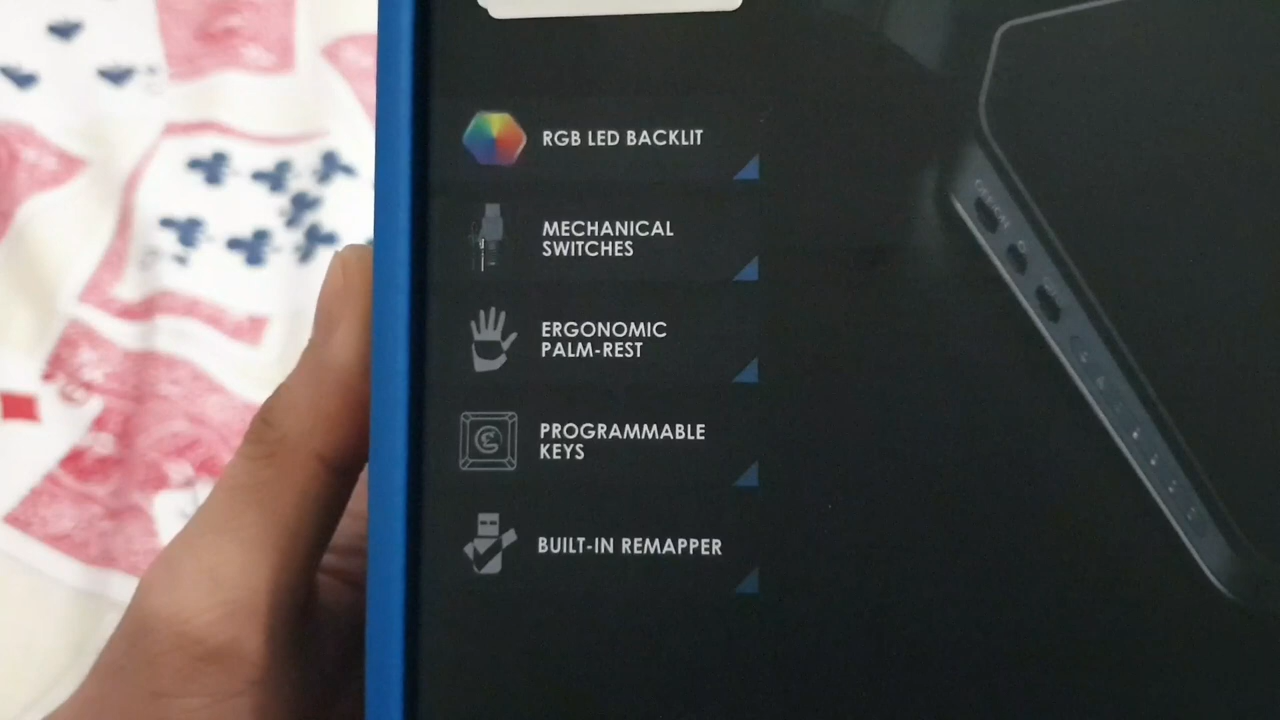 RGB LED BACKLIT
MECHANICAL
SWITCHES
ERGONOMIC
PALM-REST
PROGRAMMABLE
KEYS
BUILT-IN REMAPPER